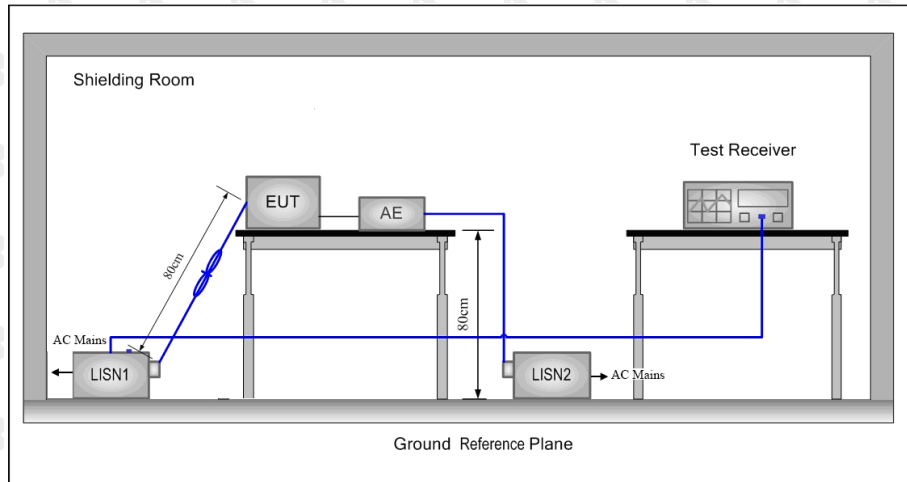 Shielding Room
Test Receiver
EUT
AE
80cm
80cm
AC Mains
LISN1
LISN2
AC Mains
Ground Reference Plane